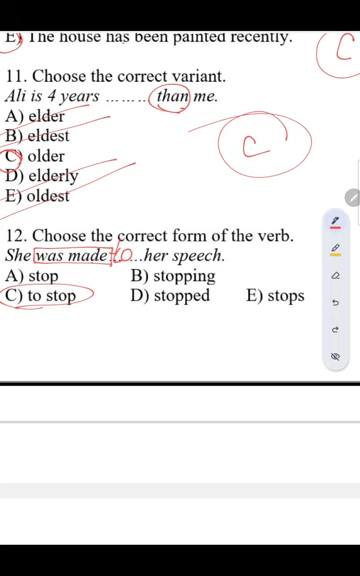 E) The house has been painted recently.
C
11. Choose the correct variant.
Ali is 4 years ........ than me.
A) elder
B) eldest
C) older
C
D) elderly
E) oldest
12. Choose the correct form of the verb.
She was made to...her speech.
A) stop B) stopping
C) to stop D) stopped E) stops